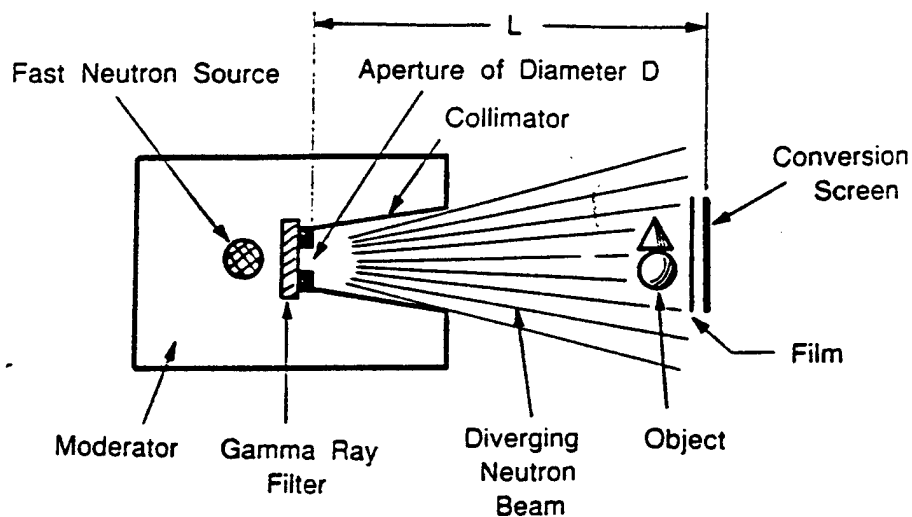 L
Fast Neutron Source
Aperture of Diameter D
Collimator
Conversion
Screen
Film
Moderator
Gamma Ray
Filter
Diverging
Neutron
Beam
Object